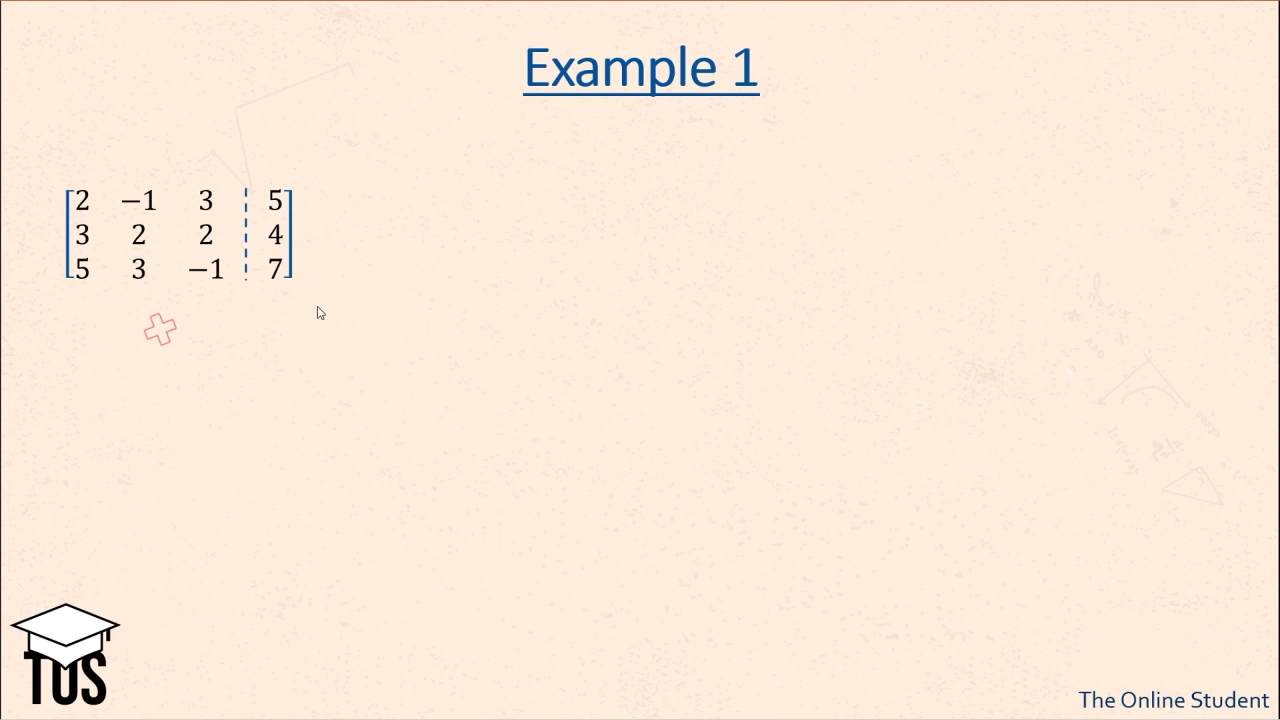 Example 1
2 −1 3 5
3 2 2 4
5 3 −1 7
TUS
The Online Student